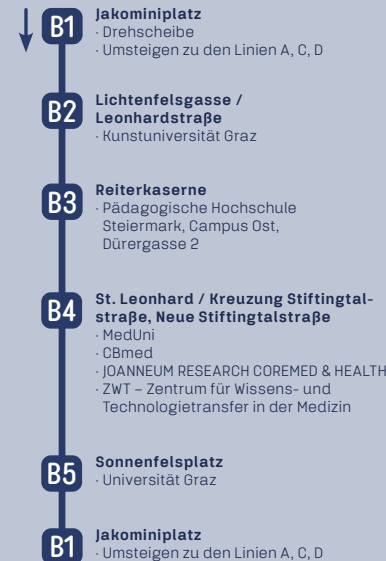 B1
Jakominiplatz
· Drehscheibe
· Umsteigen zu den Linien A, C, D
B2
Lichtenfelsgasse /
Leonhardstraße
· Kunstuniversität Graz
B3
Reiterkaserne
· Pädagogische Hochschule
Steiermark, Campus Ost,
Dürergasse 2
B4
St. Leonhard / Kreuzung Stiftingtal-
straße, Neue Stiftingtalstraße
· MedUni
· CBmed
· JOANNEUM RESEARCH COREMED & HEALTH
· ZWT – Zentrum für Wissens- und
Technologietransfer in der Medizin
B5
Sonnenfelsplatz
· Universität Graz
B1
Jakominiplatz
· Umsteigen zu den Linien A, C, D